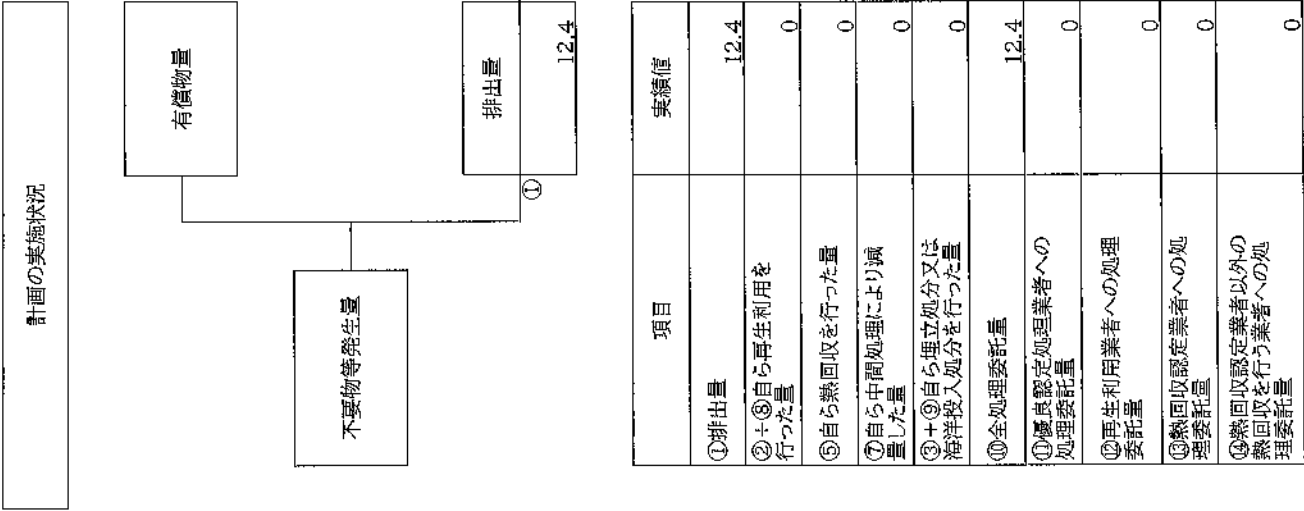 計画の実施状況
有償物量
不要物等発生量
①
排出量
12.4
項目
実績値
①排出量
12.4
②+⑧自ら再生利用を
行った量
0
⑤自ら熱回収を行った量
0
⑦自ら中間処理により減
量した量
0
③+⑨自ら埋立処分又は
海洋投入処分を行った量
0
⑩全処理委託量
12.4
⑪優良認定処理業者への
処理委託量
0
⑫再生利用業者への処理
委託量
0
⑬熱回収認定業者への処
理委託量
0
⑭熱回収認定業者以外の
熱回収を行う業者への処
理委託量
0